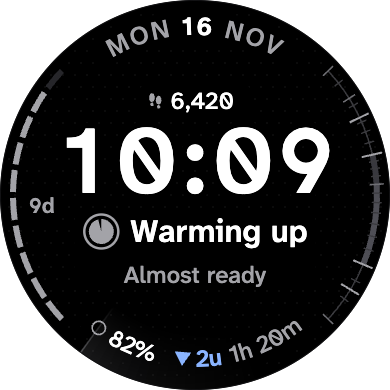 MON 16 NOV
6,420
10:09
9d
Warming up
Almost ready
82% ▼2u 1h 20m